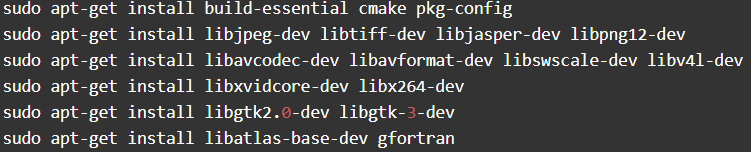 sudo apt-get install build-essential cmake pkg-config
sudo apt-get install libjpeg-dev libtiff-dev libjasper-dev libpng12-dev
sudo apt-get install libavcodec-dev libavformat-dev libswscale-dev libv4l-dev
sudo apt-get install libxvidcore-dev libx264-dev
sudo apt-get install libgtk2.0-dev libgtk-3-dev
sudo apt-get install libatlas-base-dev gfortran